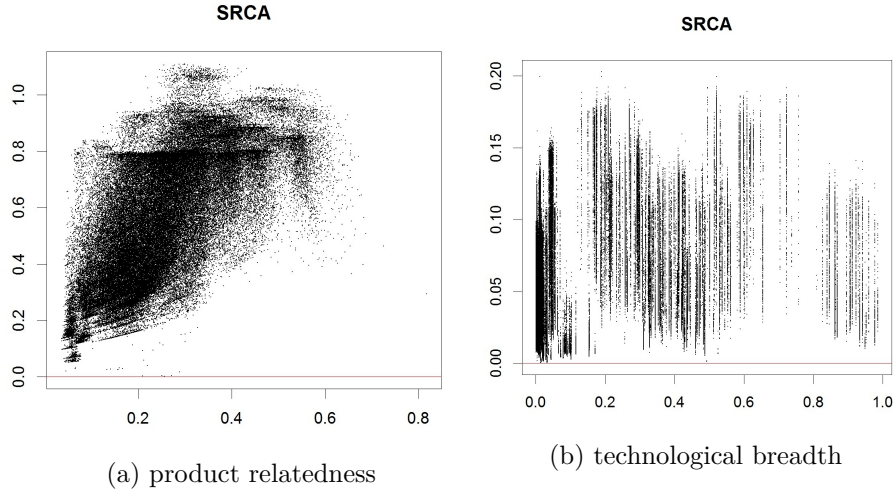 SRCA
1.0
0.8
0.6
0.4
0.2
0.0
0.2 0.4 0.6 0.8
(a) product relatedness
SRCA
0.20
0.15
0.10
0.05
0.00
0.0 0.2 0.4 0.6 0.8 1.0
(b) technological breadth